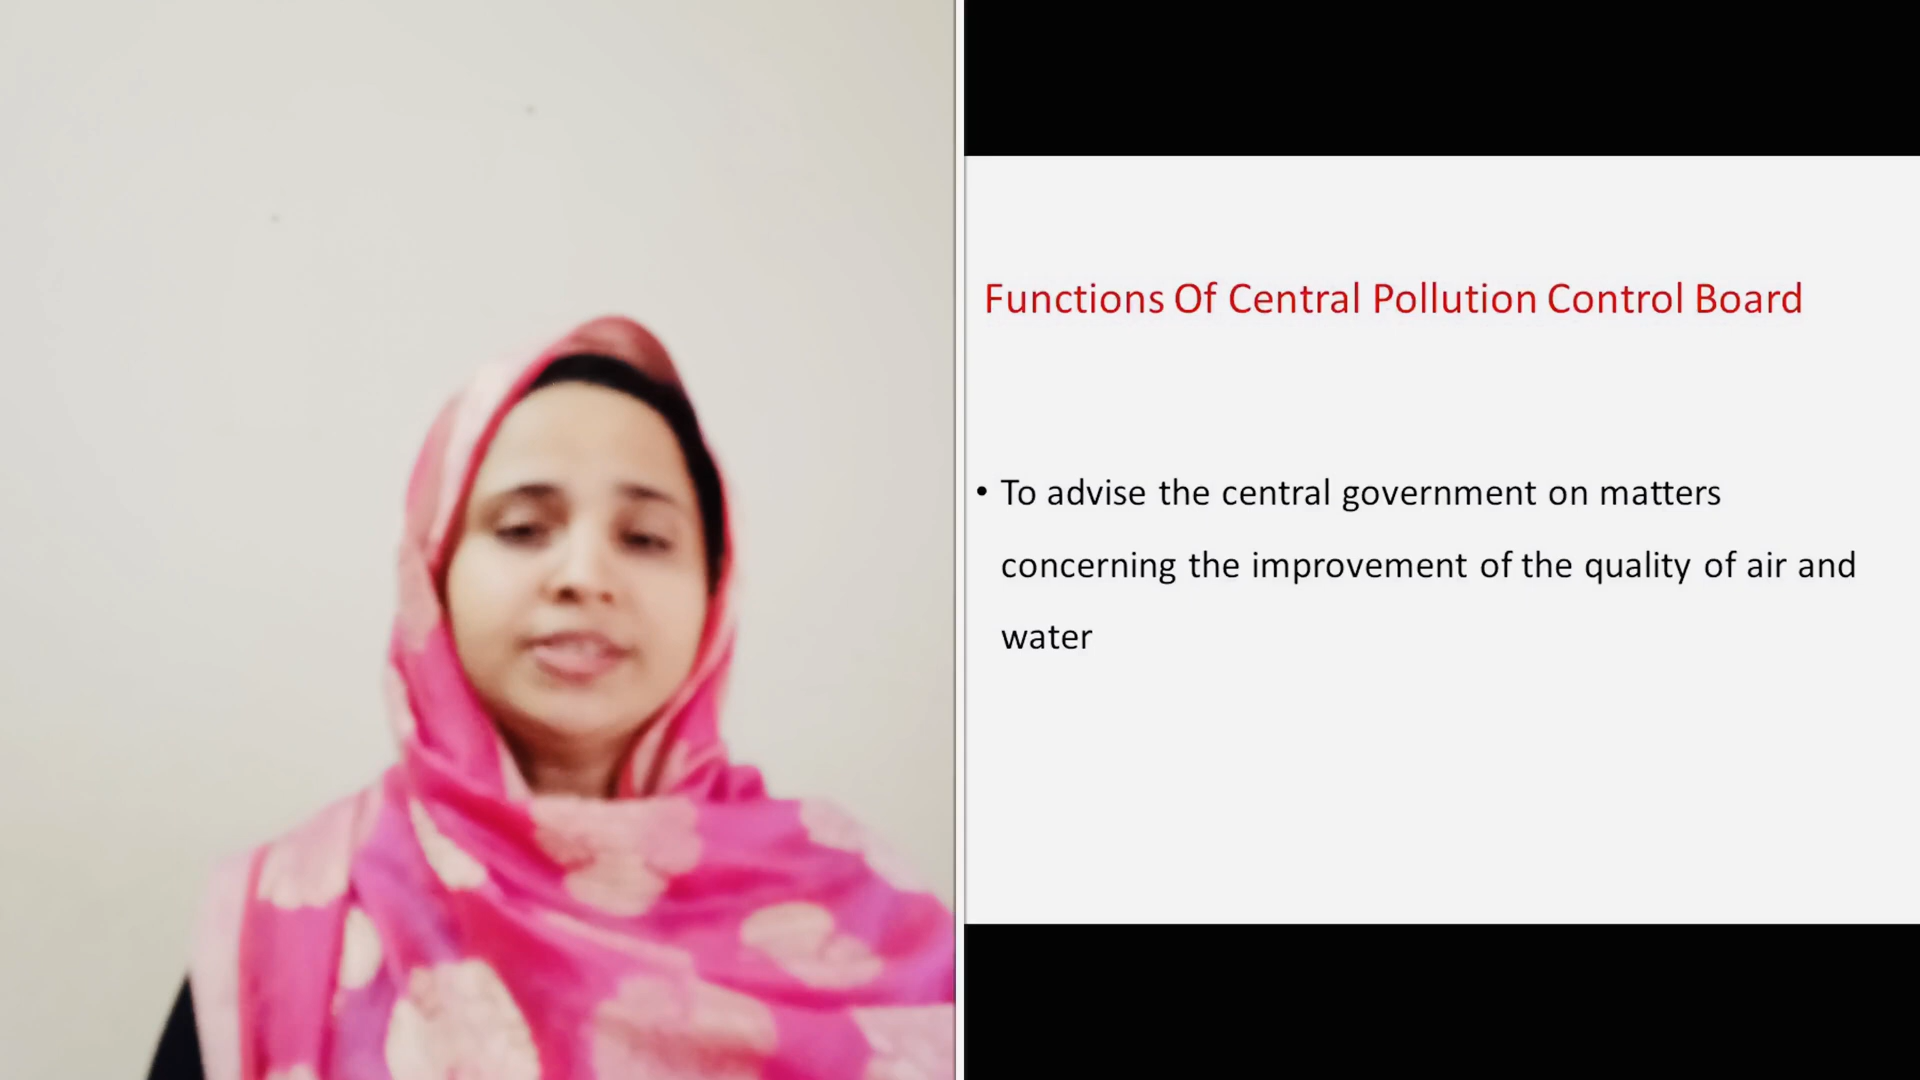 Functions Of Central Pollution Control Board
• To advise the central government on matters
concerning the improvement of the quality of air and
water